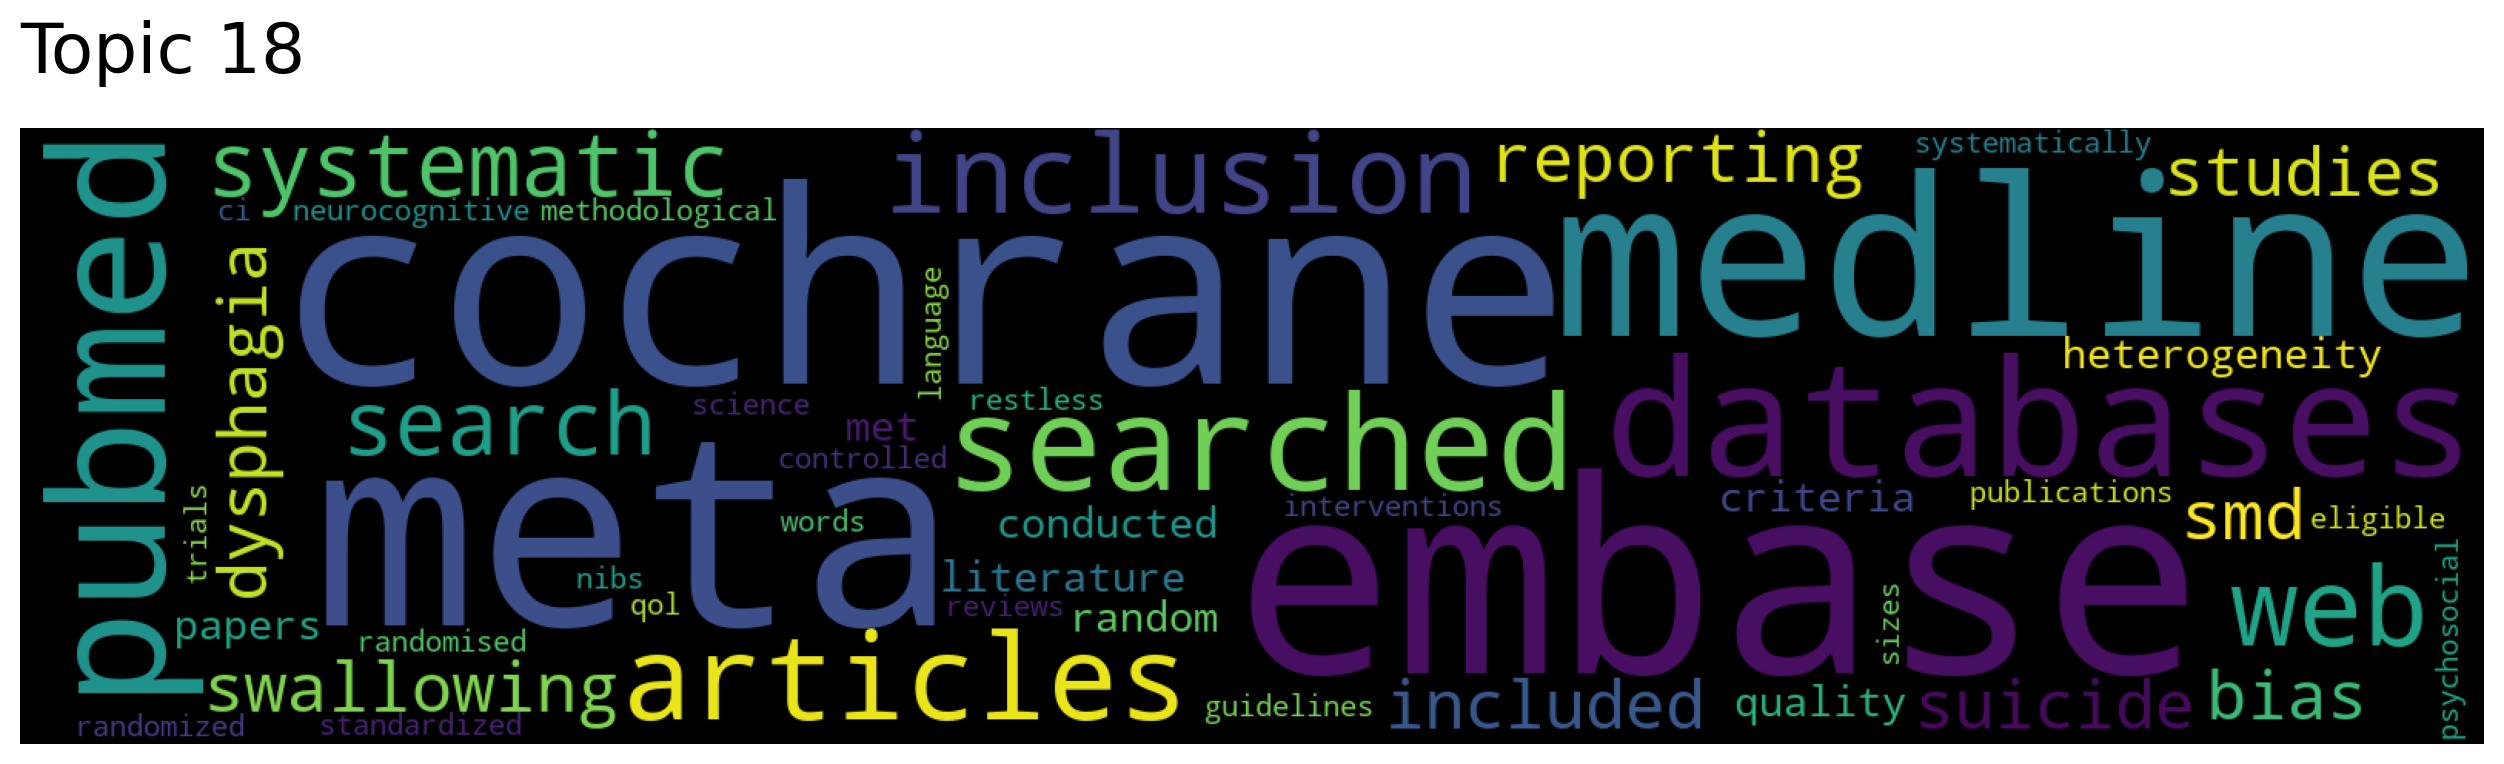 Topic 18
pubmed
systematic
inclusion
reporting
systematically
studies
ci
neurocognitive
methodological
cochrane
medline
dysphagia
language
heterogeneity
search
science
restless
met
searched
databases
controlled
meta
trials
words
conducted
interventions
criteria
publications
smd
eligible
embase
nibs
literature
qol
reviews
random
papers
randomised
sizes
web
psychosocial
swallowing
articles
guidelines
included
quality
suicide
bias
randomized
standardized